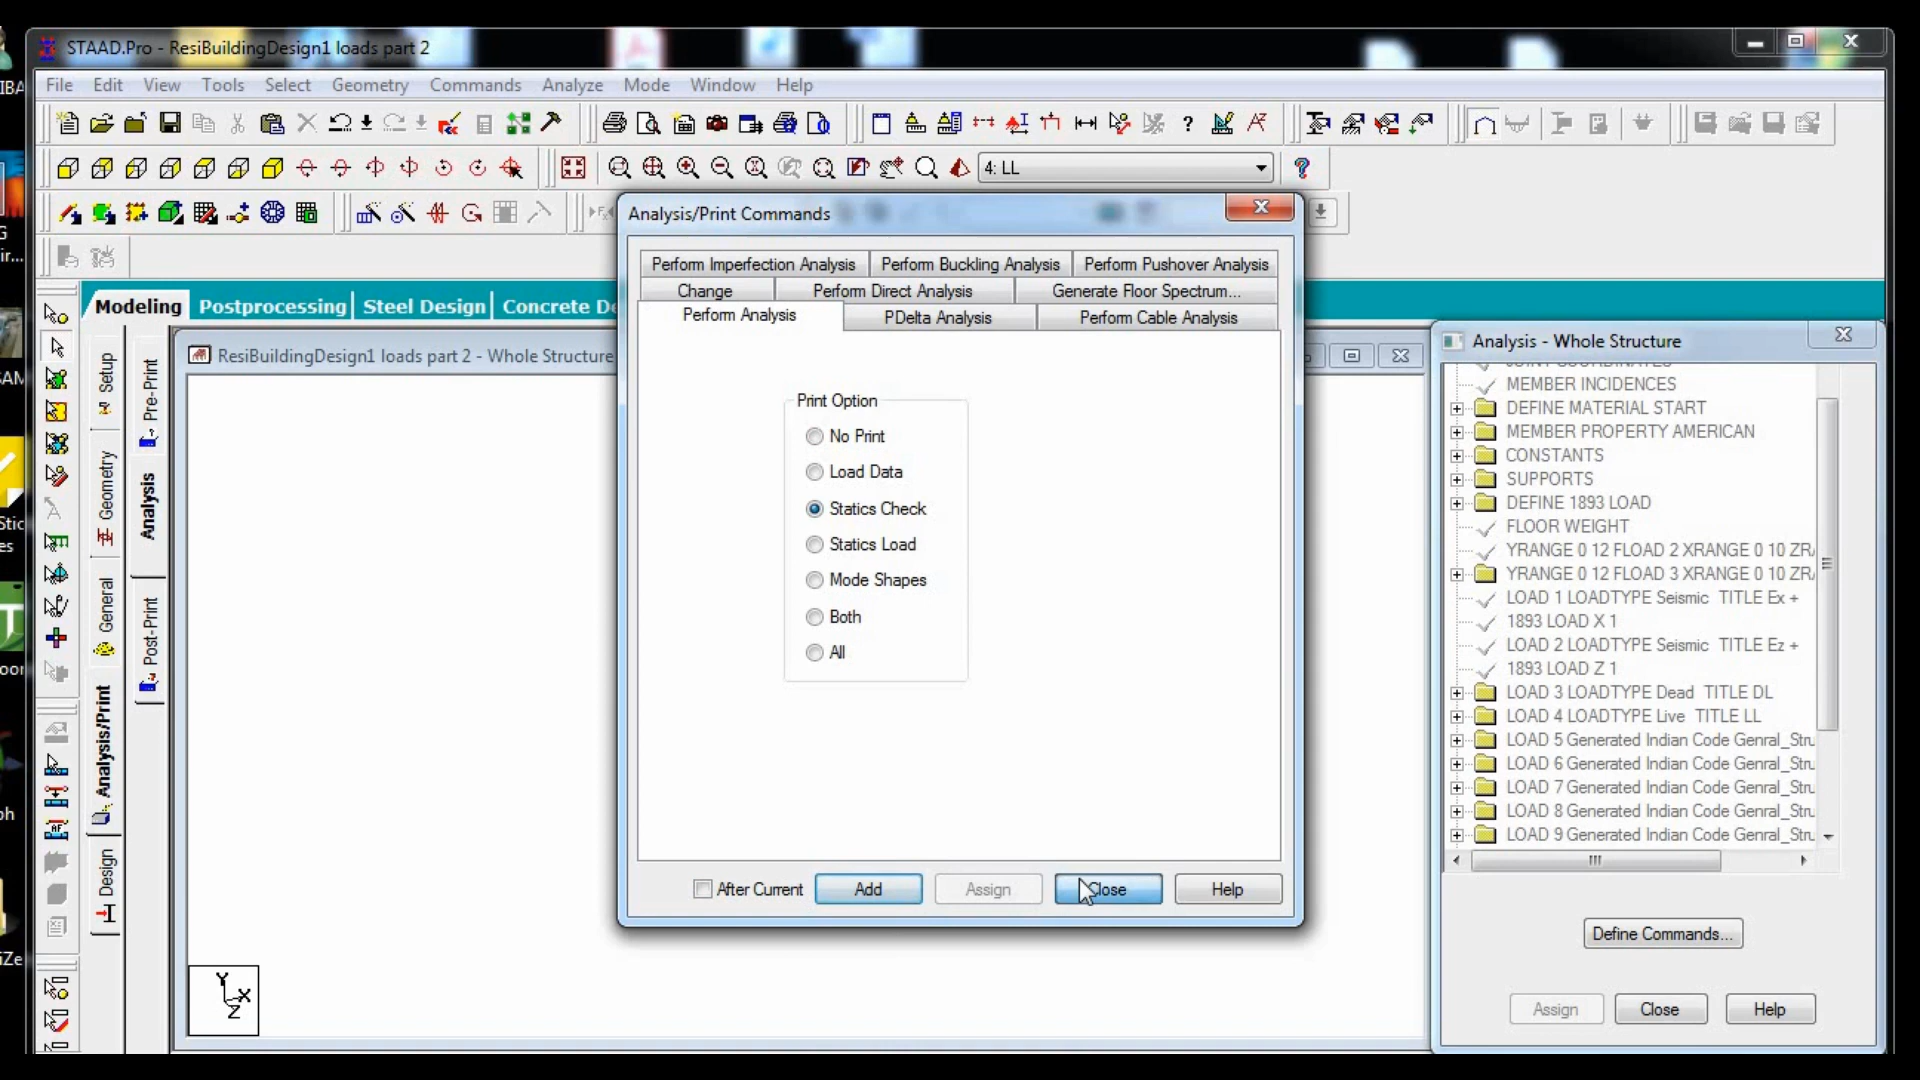 STAAD.Pro - ResiBuildingDesign1 loads part 2
File Edit View Tools Select Geometry Commands Analyze Mode Window Help
4: LL
Analysis/Print Commands
Perform Imperfection Analysis Perform Buckling Analysis Perform Pushover Analysis
Change Perform Direct Analysis Generate Floor Spectrum...
Perform Analysis PDelta Analysis Perform Cable Analysis
Modeling Postprocessing Steel Design Concrete De
ResiBuildingDesign1 loads part 2 - Whole Structure
Setup
Geometry
General
Analysis/Print
Design
Pre-Print
Analysis
Post-Print
Print Option
No Print
Load Data
Statics Check
Statics Load
Mode Shapes
Both
All
After Current Add Assign Close Help
Y
X
Z
Analysis - Whole Structure
JOINT COORDINATES
MEMBER INCIDENCES
DEFINE MATERIAL START
MEMBER PROPERTY AMERICAN
CONSTANTS
SUPPORTS
DEFINE 1893 LOAD
FLOOR WEIGHT
YRANGE 0 12 FLOAD 2 XRANGE 0 10 ZR
YRANGE 0 12 FLOAD 3 XRANGE 0 10 ZR
LOAD 1 LOADTYPE Seismic TITLE Ex +
1893 LOAD X 1
LOAD 2 LOADTYPE Seismic TITLE Ez +
1893 LOAD Z 1
LOAD 3 LOADTYPE Dead TITLE DL
LOAD 4 LOADTYPE Live TITLE LL
LOAD 5 Generated Indian Code Genral_Stru
LOAD 6 Generated Indian Code Genral_Stru
LOAD 7 Generated Indian Code Genral_Stru
LOAD 8 Generated Indian Code Genral_Stru
LOAD 9 Generated Indian Code Genral_Stru
Define Commands...
Assign Close Help